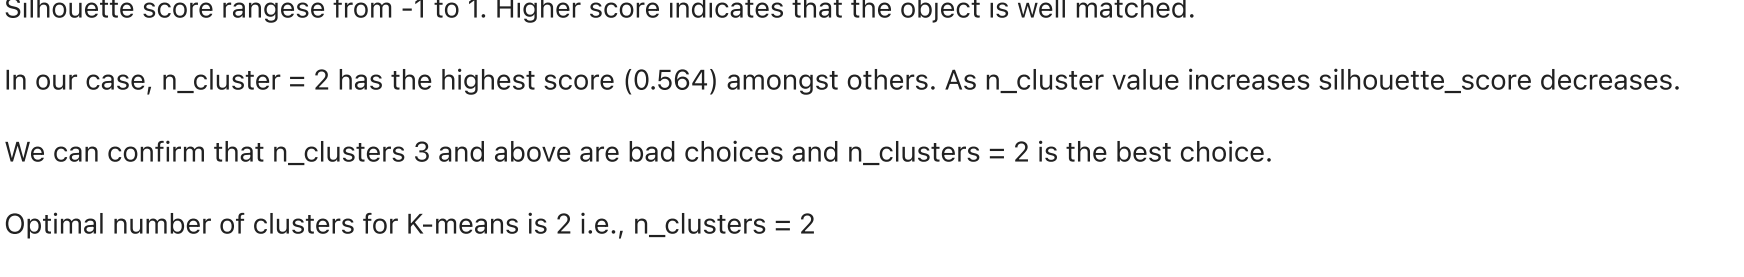 Silhouette score rangese from -1 to 1. Higher score indicates that the object is well matched.
In our case, n_cluster = 2 has the highest score (0.564) amongst others. As n_cluster value increases silhouette_score decreases.
We can confirm that n_clusters 3 and above are bad choices and n_clusters = 2 is the best choice.
Optimal number of clusters for K-means is 2 i.e., n_clusters = 2